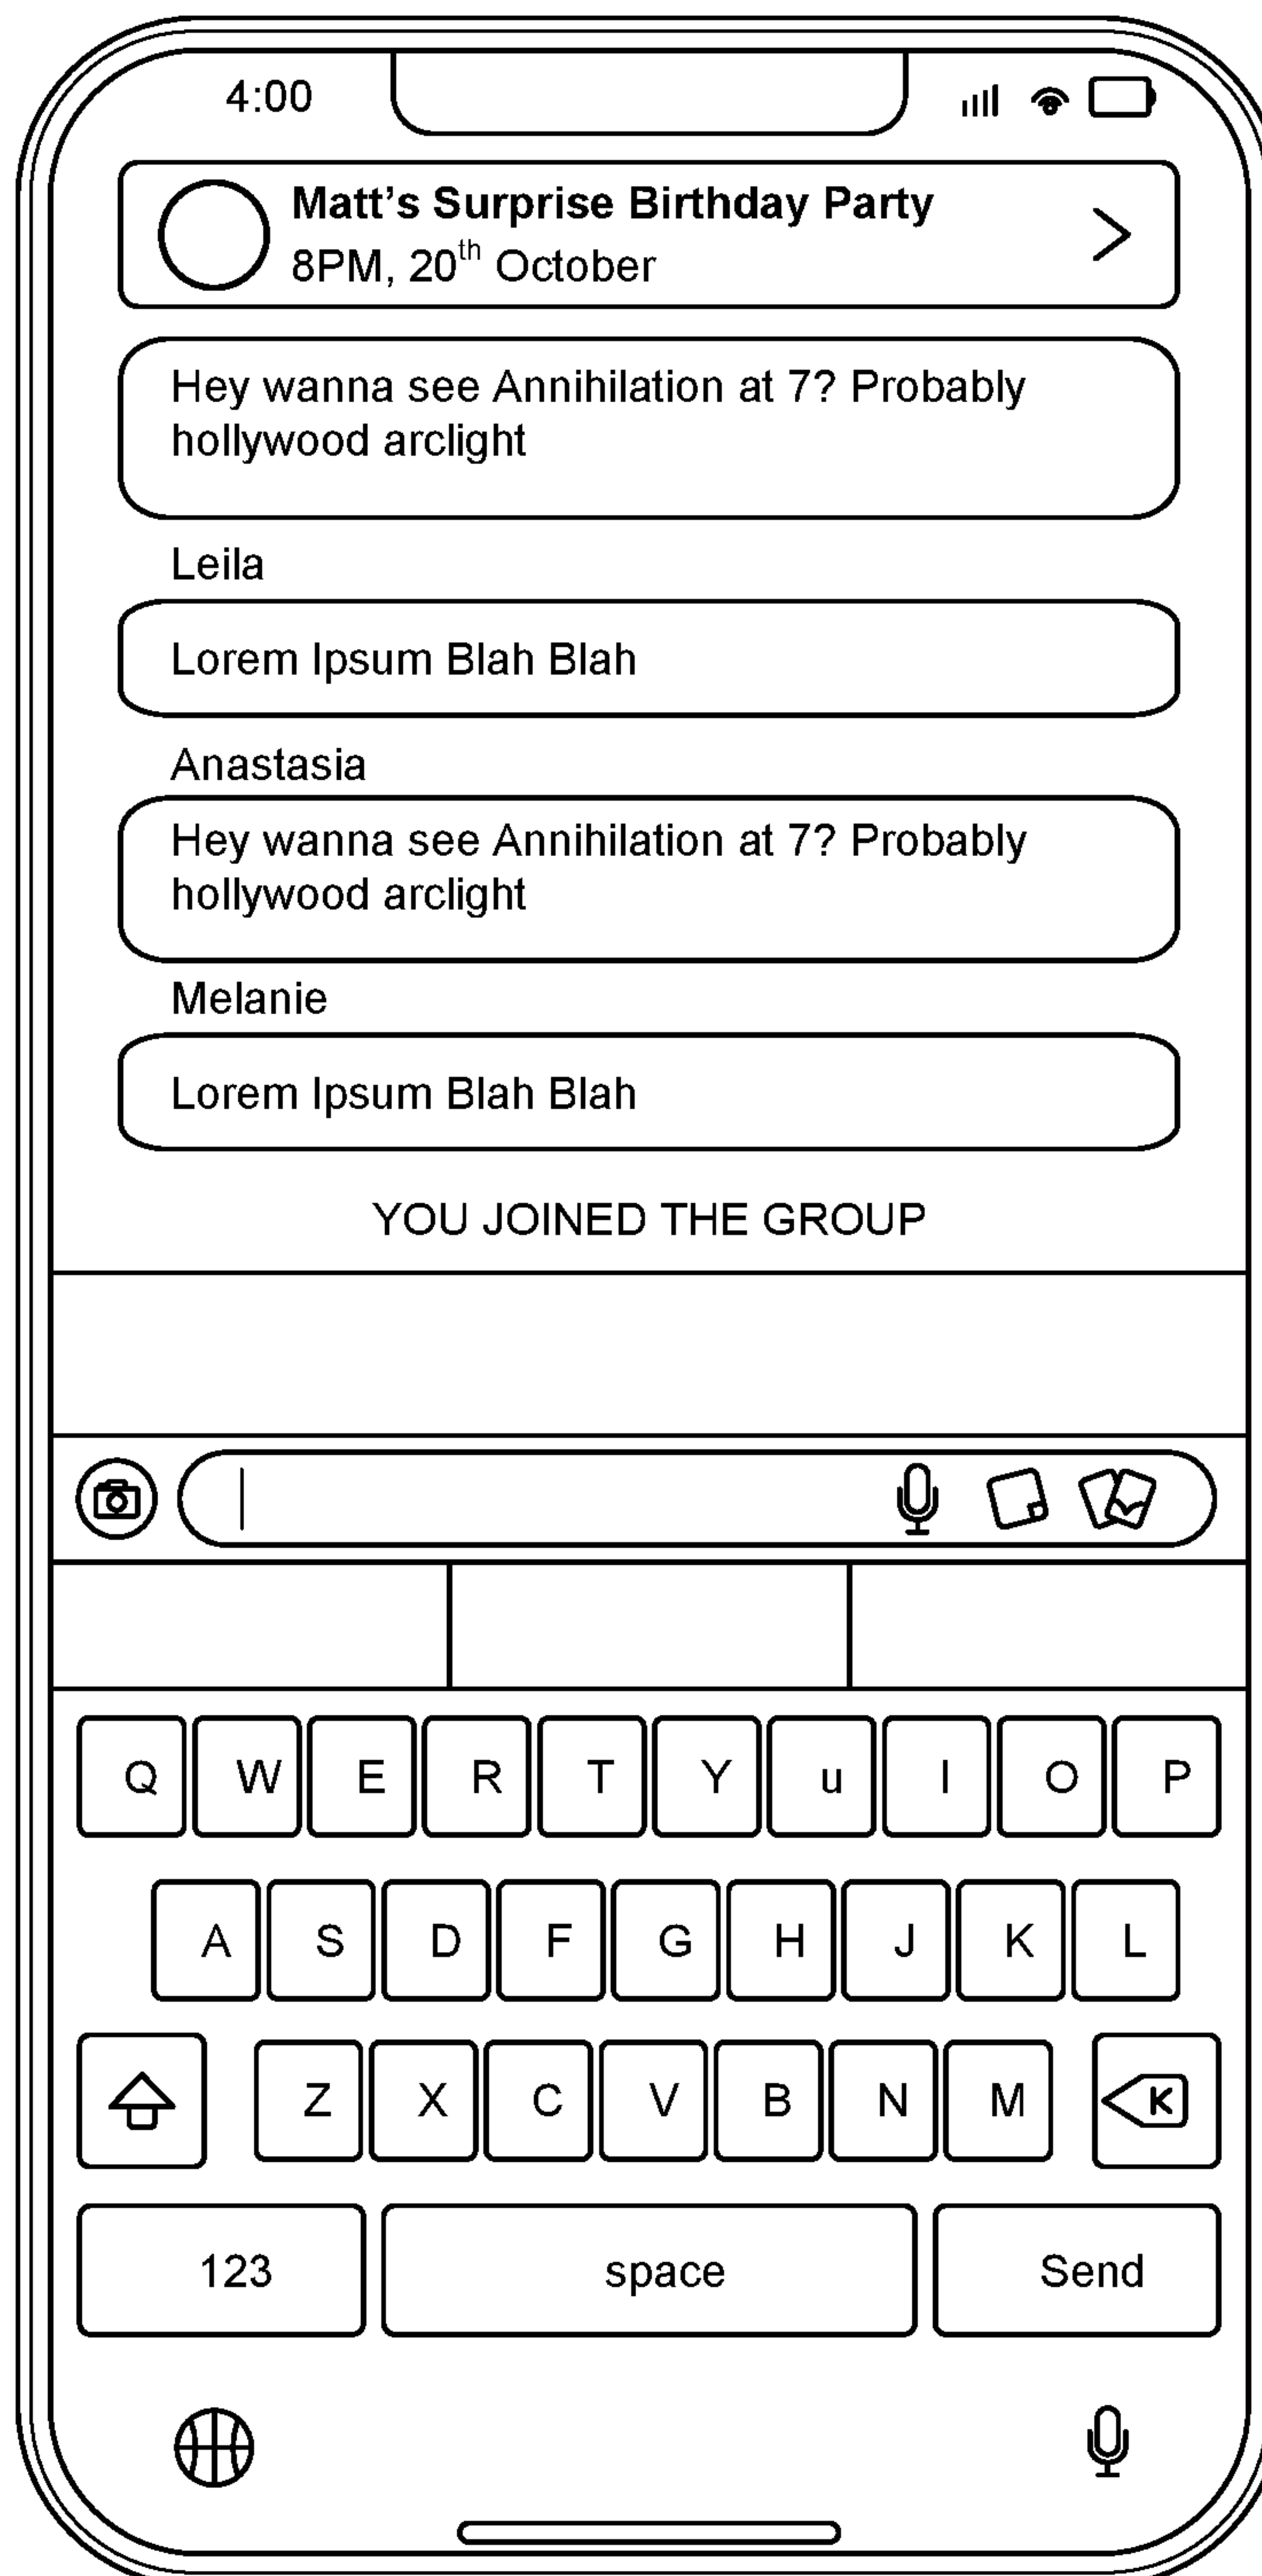 4:00
Matt’s Surprise Birthday Party
8PM, 20th October
Hey wanna see Annihilation at 7? Probably
hollywood arclight
Leila
Lorem Ipsum Blah Blah
Anastasia
Hey wanna see Annihilation at 7? Probably
hollywood arclight
Melanie
Lorem Ipsum Blah Blah
YOU JOINED THE GROUP
Q W E R T Y u I O P
A S D F G H J K L
Z X C V B N M K
123 space Send